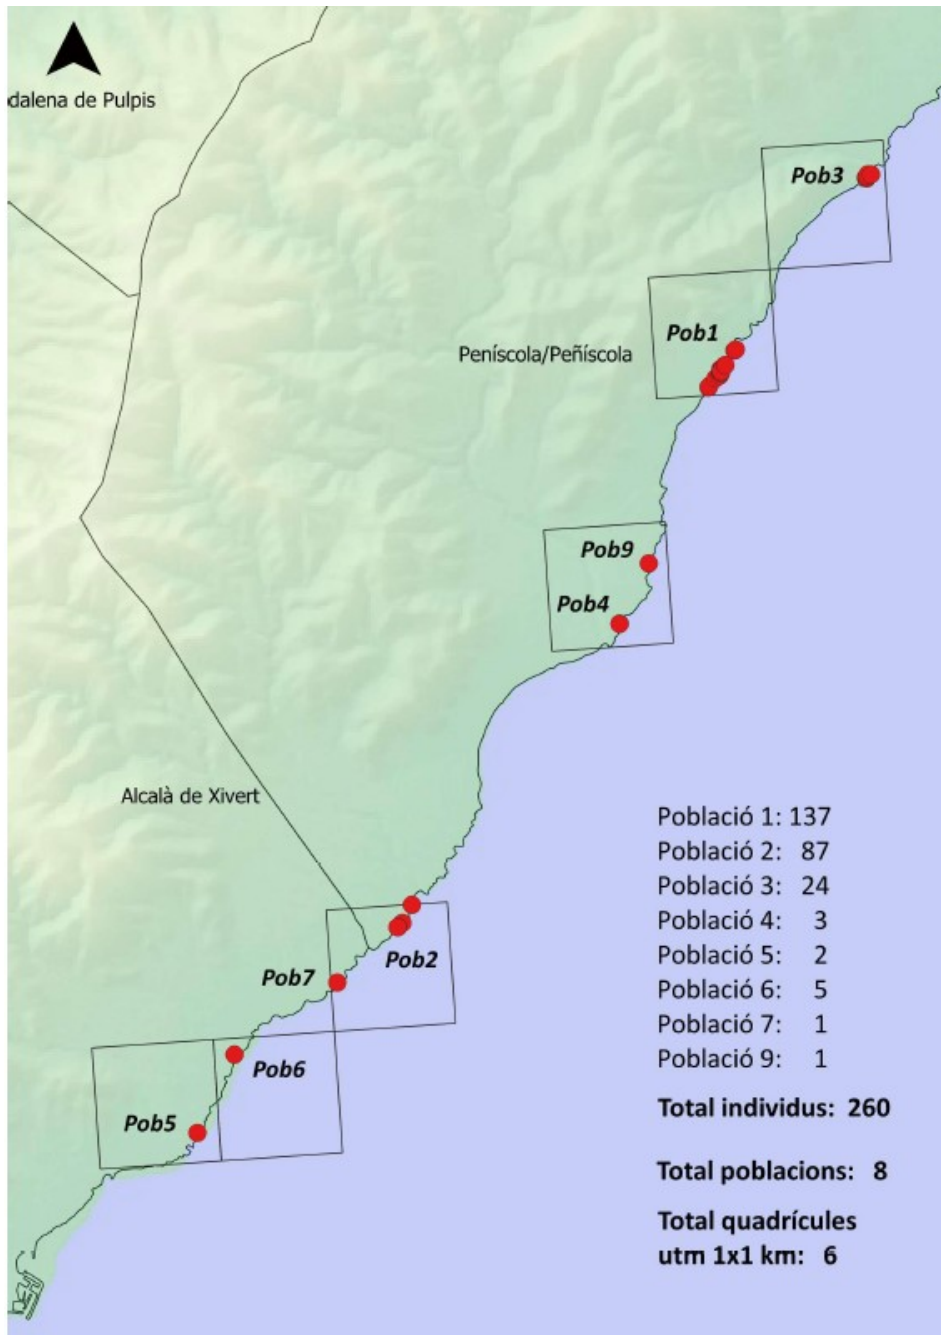 dalena de Pulpis
Pob3
Pob1
Peníscola/Peñíscola
Pob9
Pob4
Alcalà de Xivert
Població 1: 137
Població 2: 87
Població 3: 24
Població 4: 3
Població 5: 2
Població 6: 5
Població 7: 1
Població 9: 1
Total individus: 260
Total poblacions: 8
Total quadrícules
utm 1x1 km: 6
Pob2
Pob7
Pob6
Pob5